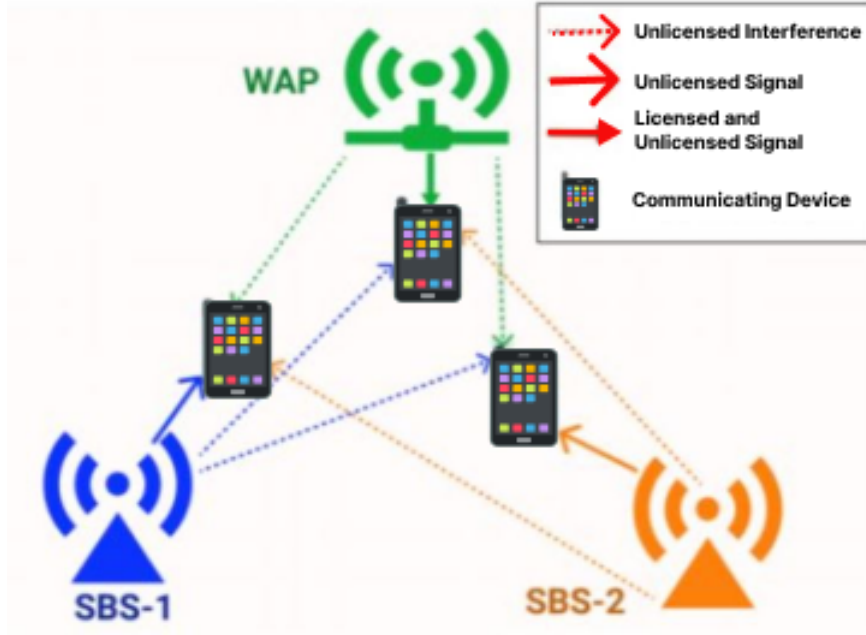 WAP
Unlicensed Interference
Unlicensed Signal
Licensed and
Unlicensed Signal
Communicating Device
SBS-1
SBS-2